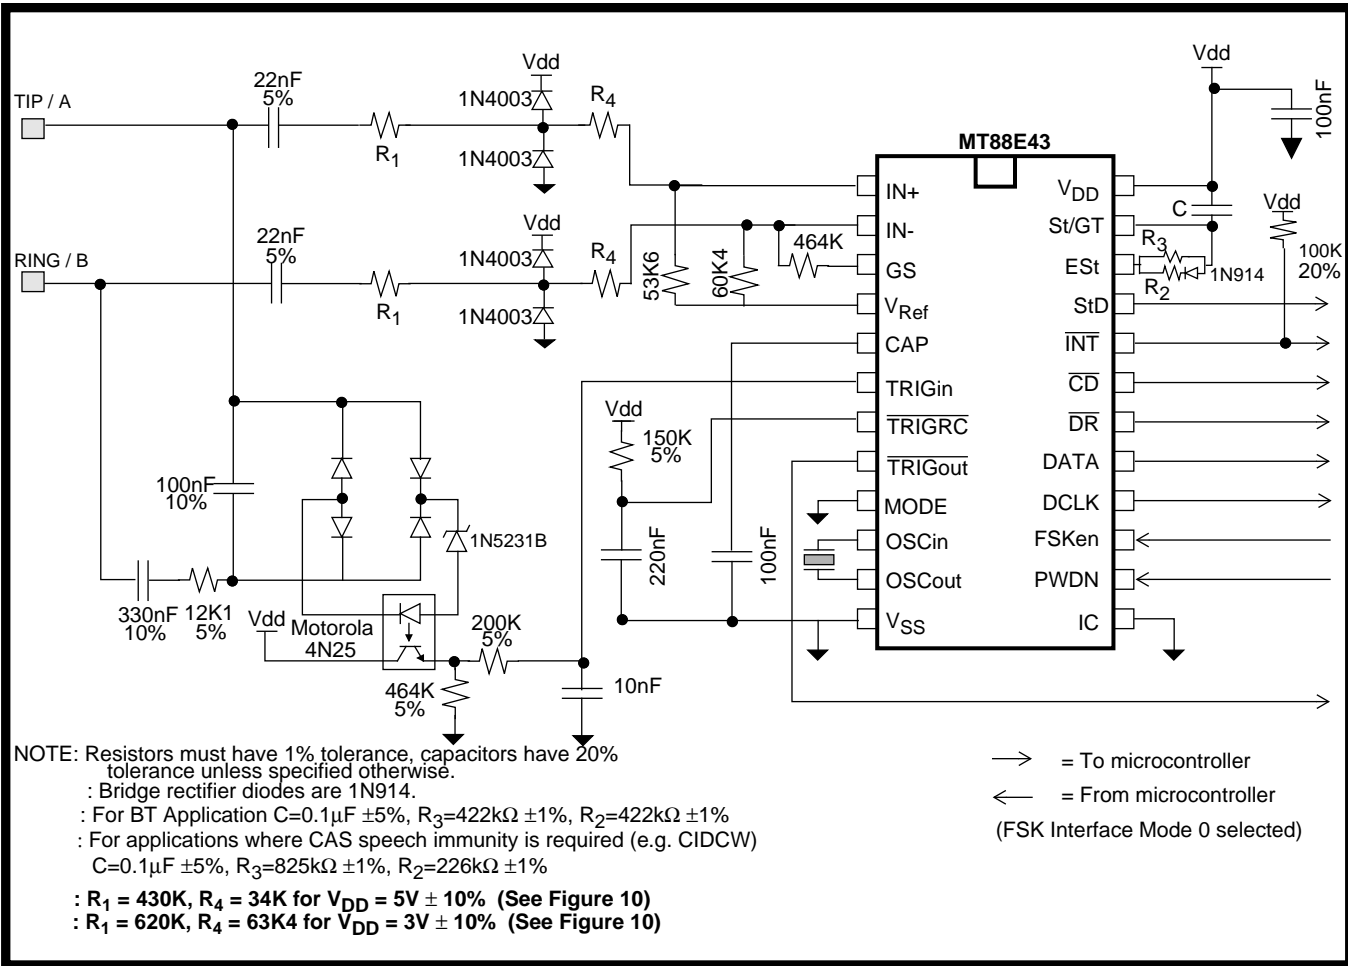 Vdd
22nF
5%
1N4003
R4
TIP / A
R1
1N4003
Vdd
100nF
MT88E43
IN+
VDD
IN-
St/GT
C
Vdd
GS
ESt
R3
R2
1N914
100K
20%
464K
53K6
60K4
VRef
StD
CAP
INT
TRIGin
CD
TRIGRC
DR
TRIGout
DATA
MODE
DCLK
OSCin
FSKen
OSCout
PWDN
VSS
IC
Vdd
22nF
5%
1N4003
R4
RING / B
R1
1N4003
Vdd
150K
5%
220nF
100nF
100nF
10%
1N5231B
330nF
10%
12K1
5%
Vdd
Motorola
4N25
200K
5%
464K
5%
10nF
NOTE: Resistors must have 1% tolerance, capacitors have 20%
tolerance unless specified otherwise.
: Bridge rectifier diodes are 1N914.
: For BT Application C=0.1µF ±5%, R3=422kΩ ±1%, R2=422kΩ ±1%
: For applications where CAS speech immunity is required (e.g. CIDCW)
C=0.1µF ±5%, R3=825kΩ ±1%, R2=226kΩ ±1%
: R1 = 430K, R4 = 34K for VDD = 5V ± 10% (See Figure 10)
: R1 = 620K, R4 = 63K4 for VDD = 3V ± 10% (See Figure 10)
= To microcontroller
= From microcontroller
(FSK Interface Mode 0 selected)